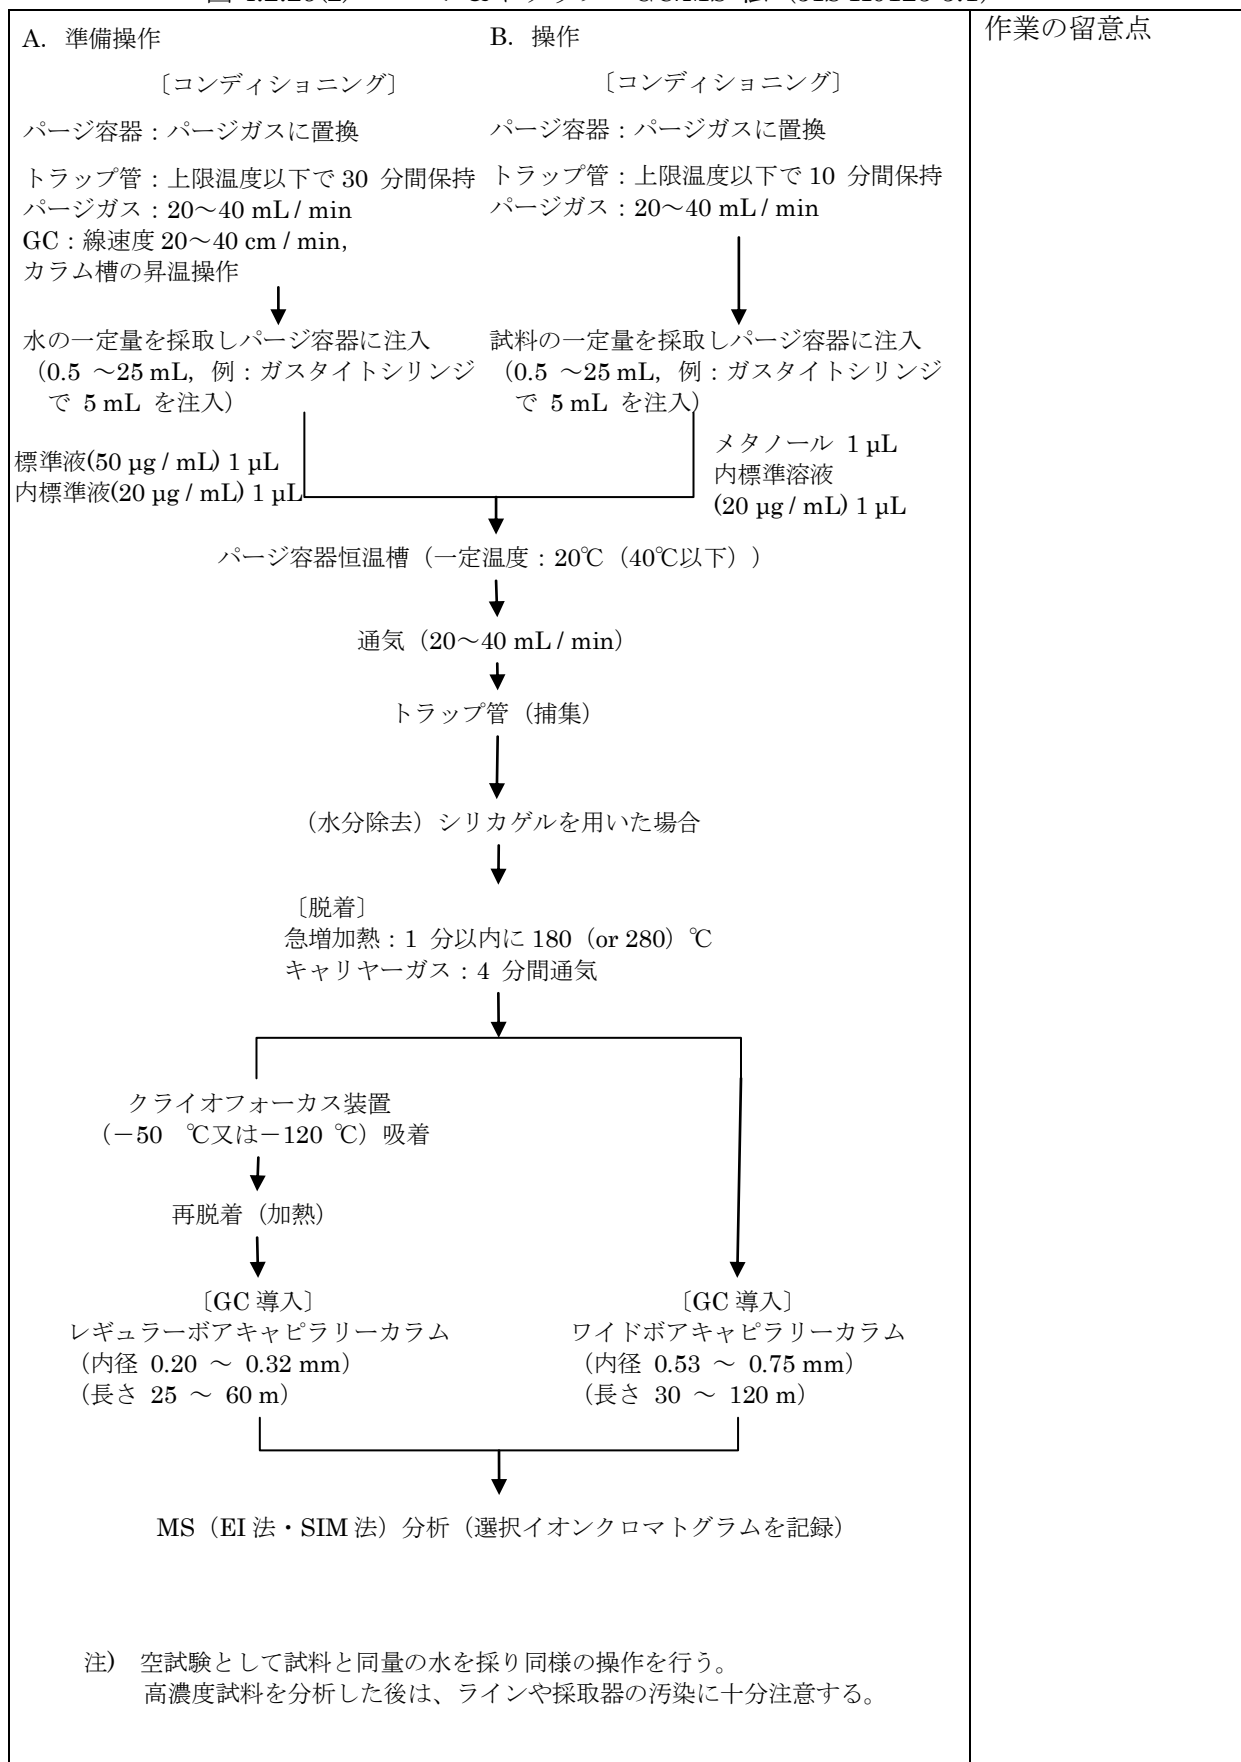 A. 準備操作
〔コンディショニング〕
パージ容器：パージガスに置換
トラップ管：上限温度以下で 30 分間保持
パージガス：20～40 mL / min
GC：線速度 20～40 cm / min,
カラム槽の昇温操作
水の一定量を採取しパージ容器に注入
（0.5 ～25 mL, 例：ガスタイトシリンジ
で 5 mL を注入）
標準液(50 µg / mL) 1 µL
内標準液(20 µg / mL) 1 µL
B. 操作
〔コンディショニング〕
パージ容器：パージガスに置換
トラップ管：上限温度以下で 10 分間保持
パージガス：20～40 mL / min
試料の一定量を採取しパージ容器に注入
（0.5 ～25 mL, 例：ガスタイトシリンジ
で 5 mL を注入）
メタノール 1 µL
内標準溶液
(20 µg / mL) 1 µL
パージ容器恒温槽（一定温度：20℃（40℃以下））
通気（20～40 mL / min）
トラップ管（捕集）
（水分除去）シリカゲルを用いた場合
〔脱着〕
急増加熱：1 分以内に 180（or 280）℃
キャリヤーガス：4 分間通気
クライオフォーカス装置
（－50 ℃又は－120 ℃）吸着
再脱着（加熱）
〔GC 導入〕
レギュラーボアキャピラリーカラム
（内径 0.20 ～ 0.32 mm）
（長さ 25 ～ 60 m）
〔GC 導入〕
ワイドボアキャピラリーカラム
（内径 0.53 ～ 0.75 mm）
（長さ 30 ～ 120 m）
MS（EI 法・SIM 法）分析（選択イオンクロマトグラムを記録）
注) 空試験として試料と同量の水を採り同様の操作を行う。
高濃度試料を分析した後は、ラインや採取器の汚染に十分注意する。
作業の留意点